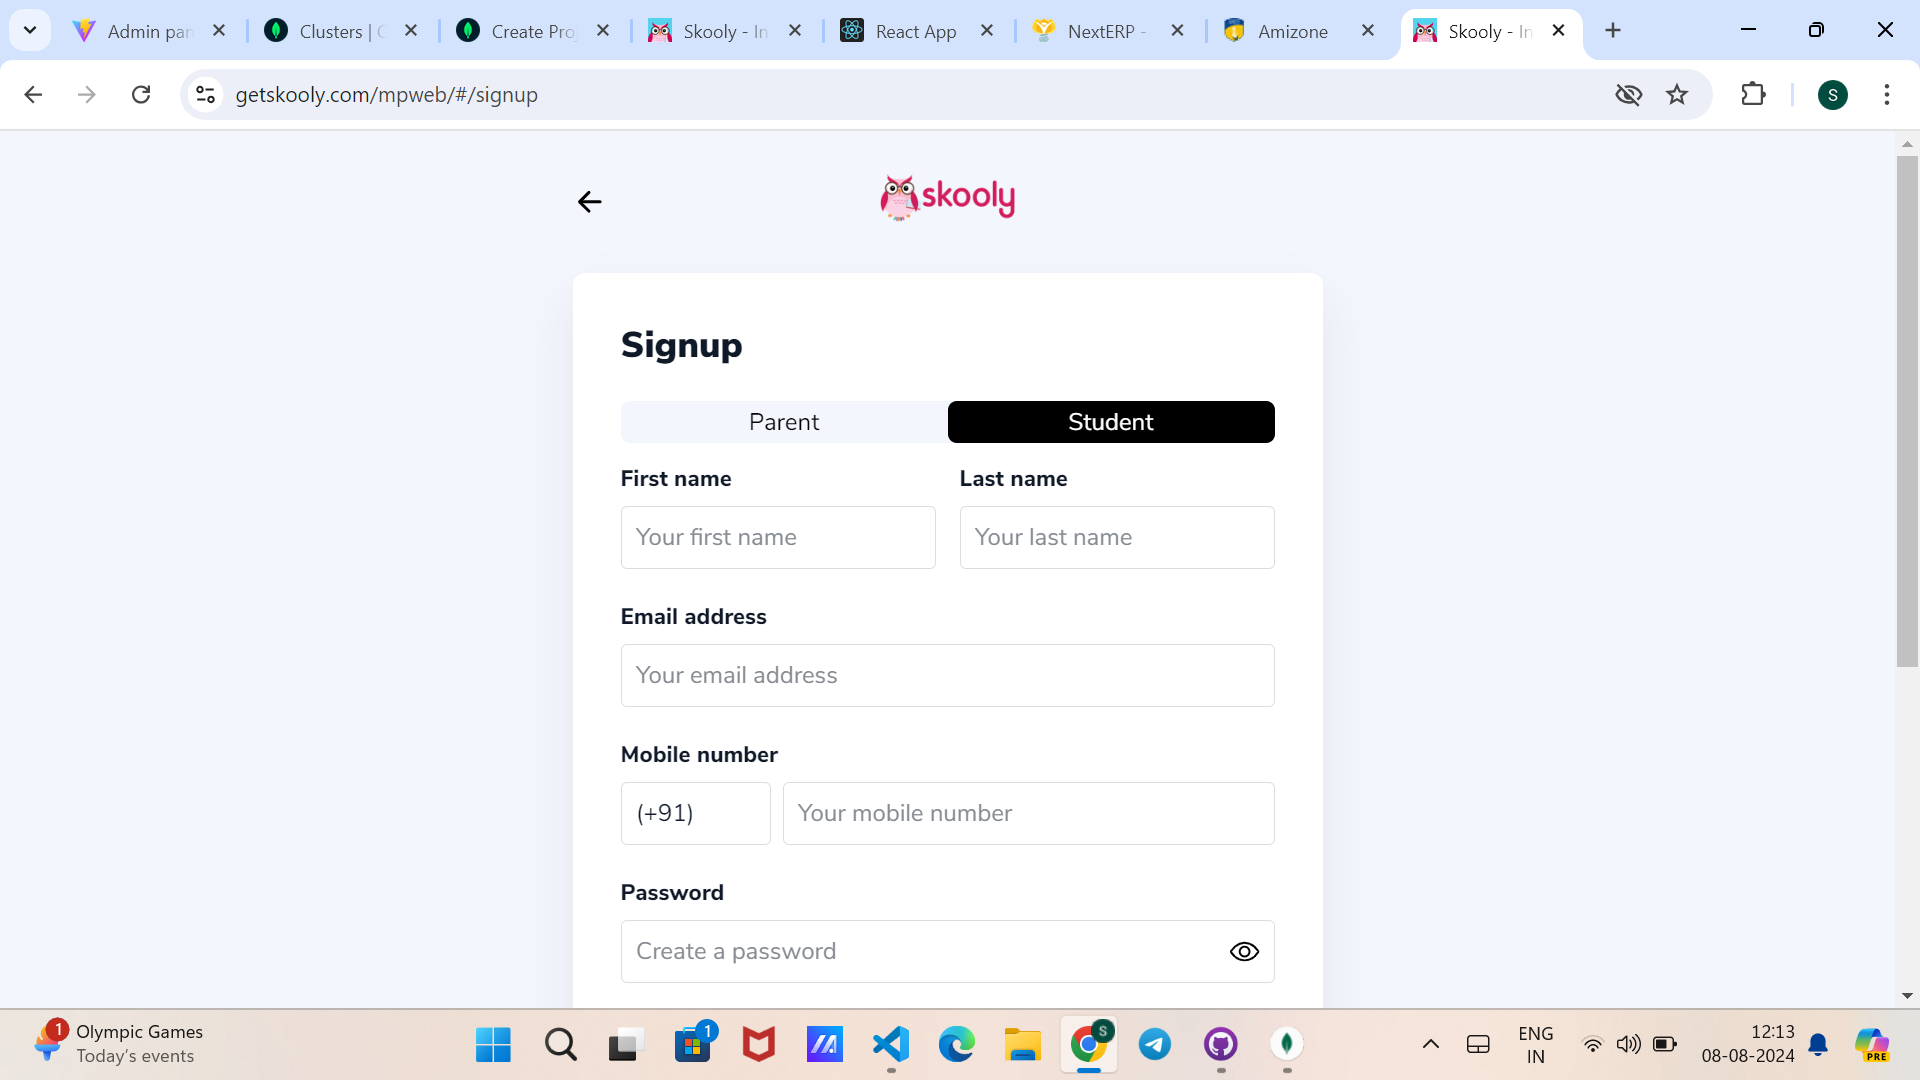 Admin pan
Clusters |
Create Proj
Skooly - In
React App
NextERP -
Amizone
Skooly - In
getskooly.com/mpweb/#/signup
S
skooly
Signup
Parent
Student
First name
Last name
Your first name
Your last name
Email address
Your email address
Mobile number
(+91)
Your mobile number
Password
Create a password
1
Olympic Games
Today's events
1
S
ENG
IN
12:13
08-08-2024
PRE